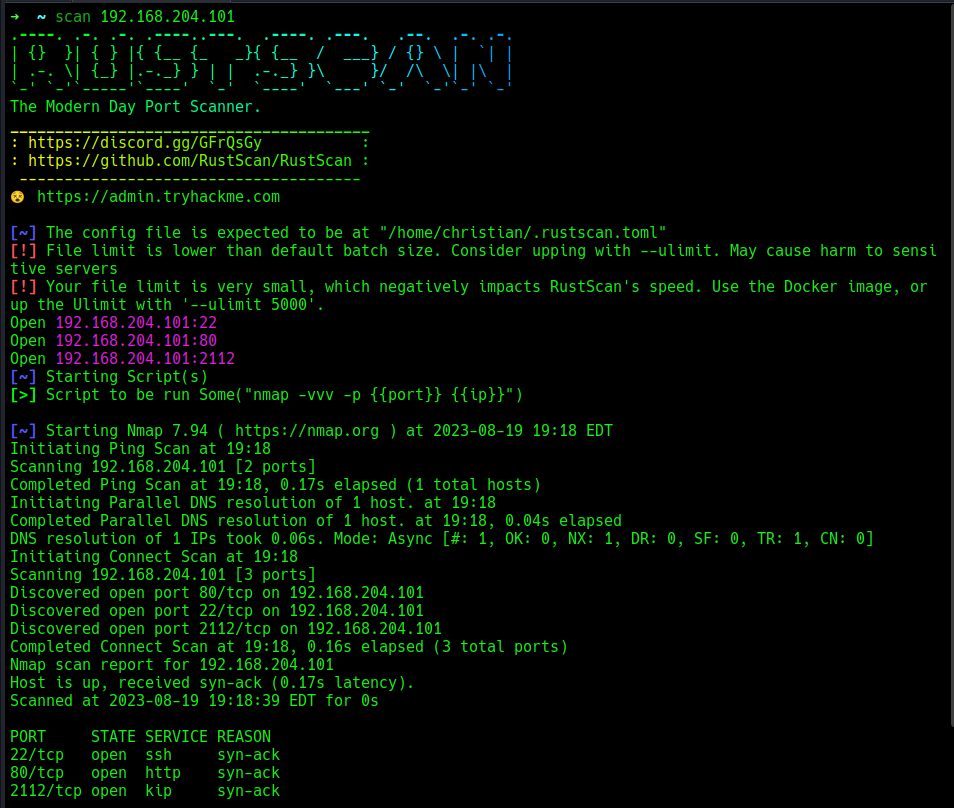 → ~ scan 192.168.204.101
.----. .-. .-. .----..---.  .----. .---.   .--.  .-. .-.
| {}  }| { } |{ {__ {_   _}{ {__  /  ___} / {} \ |  `| |
| .-. \| {_} |.-._} } | |  .-._} }\     }/  /\  \| |\  |
`-' `-'`-----'`----'  `-'  `----'  `---' `-'  `-'`-' `-'
The Modern Day Port Scanner.
________________________________________
: https://discord.gg/GFrQsGy           :
: https://github.com/RustScan/RustScan :
 --------------------------------------
😵 https://admin.tryhackme.com
[~] The config file is expected to be at "/home/christian/.rustscan.toml"
[!] File limit is lower than default batch size. Consider upping with --ulimit. May cause harm to sensi
tive servers
[!] Your file limit is very small, which negatively impacts RustScan's speed. Use the Docker image, or
up the Ulimit with '--ulimit 5000'.
Open 192.168.204.101:22
Open 192.168.204.101:80
Open 192.168.204.101:2112
[~] Starting Script(s)
[>] Script to be run Some("nmap -vvv -p {{port}} {{ip}}")
[~] Starting Nmap 7.94 ( https://nmap.org ) at 2023-08-19 19:18 EDT
Initiating Ping Scan at 19:18
Scanning 192.168.204.101 [2 ports]
Completed Ping Scan at 19:18, 0.17s elapsed (1 total hosts)
Initiating Parallel DNS resolution of 1 host. at 19:18
Completed Parallel DNS resolution of 1 host. at 19:18, 0.04s elapsed
DNS resolution of 1 IPs took 0.06s. Mode: Async [#: 1, OK: 0, NX: 1, DR: 0, SF: 0, TR: 1, CN: 0]
Initiating Connect Scan at 19:18
Scanning 192.168.204.101 [3 ports]
Discovered open port 80/tcp on 192.168.204.101
Discovered open port 22/tcp on 192.168.204.101
Discovered open port 2112/tcp on 192.168.204.101
Completed Connect Scan at 19:18, 0.16s elapsed (3 total ports)
Nmap scan report for 192.168.204.101
Host is up, received syn-ack (0.17s latency).
Scanned at 2023-08-19 19:18:39 EDT for 0s
PORT     STATE SERVICE REASON
22/tcp   open  ssh     syn-ack
80/tcp   open  http    syn-ack
2112/tcp open  kip     syn-ack